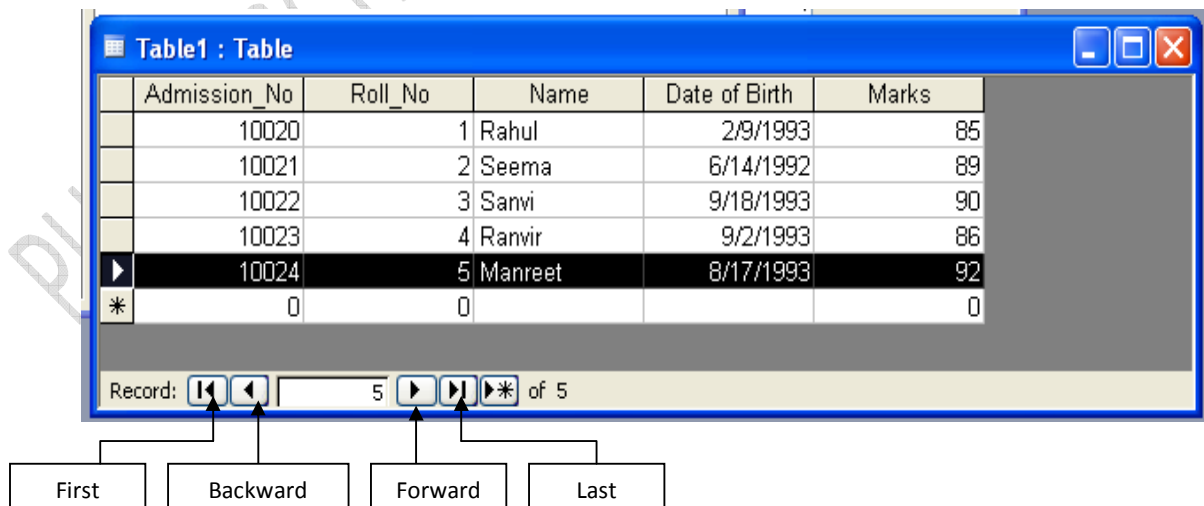 Table1 : Table
Admission_No Roll_No Name Date of Birth Marks
10020 1 Rahul 2/9/1993 85
10021 2 Seema 6/14/1992 89
10022 3 Sanvi 9/18/1993 90
10023 4 Ranvir 9/2/1993 86
10024 5 Manreet 8/17/1993 92
0 0 0
Record: 5 of 5
First Backward Forward Last